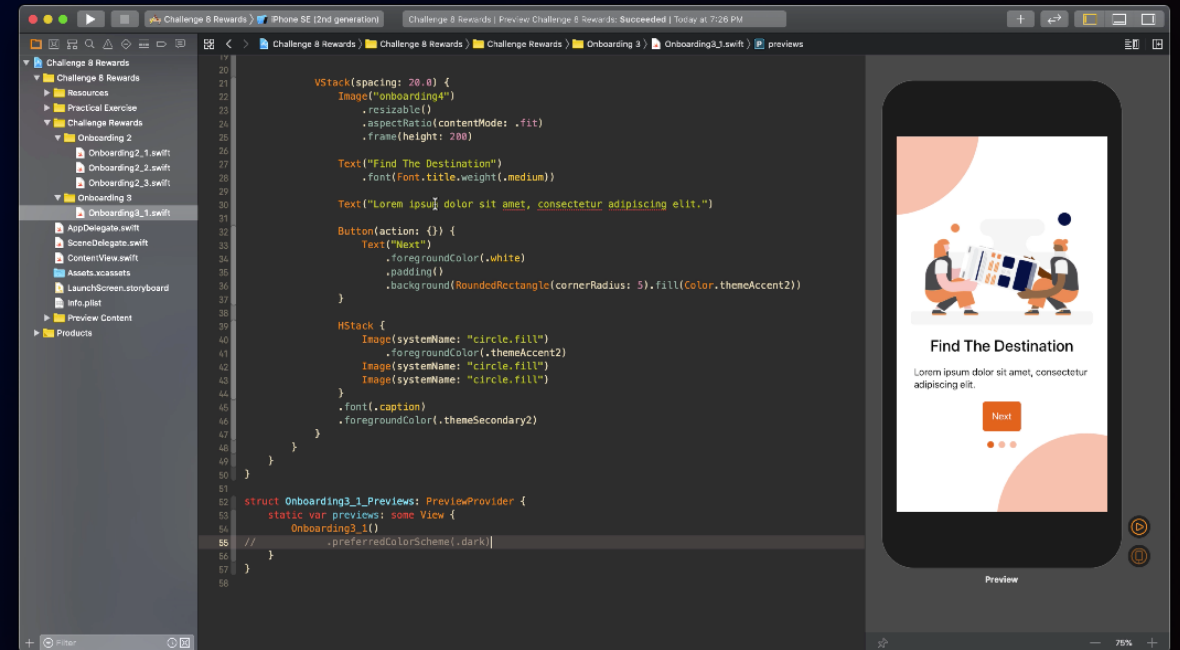 Challenge 8 Rewards 〉 iPhone SE (2nd generation)
Challenge 8 Rewards | Preview Challenge 8 Rewards: Succeeded | Today at 7:26 PM
Challenge 8 Rewards 〉 Challenge 8 Rewards 〉 Challenge Rewards 〉 Onboarding 3 〉 Onboarding3_1.swift 〉 P previews
Challenge 8 Rewards
Challenge 8 Rewards
Resources
Practical Exercise
Challenge Rewards
Onboarding 2
Onboarding2_1.swift
Onboarding2_2.swift
Onboarding2_3.swift
Onboarding 3
Onboarding3_1.swift
AppDelegate.swift
SceneDelegate.swift
ContentView.swift
Assets.xcassets
LaunchScreen.storyboard
Info.plist
Preview Content
Products
Filter
19
20
21 VStack(spacing: 20.0) {
22 Image("onboarding4")
23 .resizable()
24 .aspectRatio(contentMode: .fit)
25 .frame(height: 200)
26
27 Text("Find The Destination")
28 .font(Font.title.weight(.medium))
29
30 Text("Lorem ipsum dolor sit amet, consectetur adipiscing elit.")
31
32 Button(action: {}) {
33 Text("Next")
34 .foregroundColor(.white)
35 .padding()
36 .background(RoundedRectangle(cornerRadius: 5).fill(Color.themeAccent2))
37 }
38
39 HStack {
40 Image(systemName: "circle.fill")
41 .foregroundColor(.themeAccent2)
42 Image(systemName: "circle.fill")
43 Image(systemName: "circle.fill")
44 }
45 .font(.caption)
46 .foregroundColor(.themeSecondary2)
47 }
48 }
49 }
50 }
51
52 struct Onboarding3_1_Previews: PreviewProvider {
53 static var previews: some View {
54 Onboarding3_1()
55 // .preferredColorScheme(.dark)
56 }
57 }
58
Find The Destination
Lorem ipsum dolor sit amet, consectetur
adipiscing elit.
Next
Preview
75%